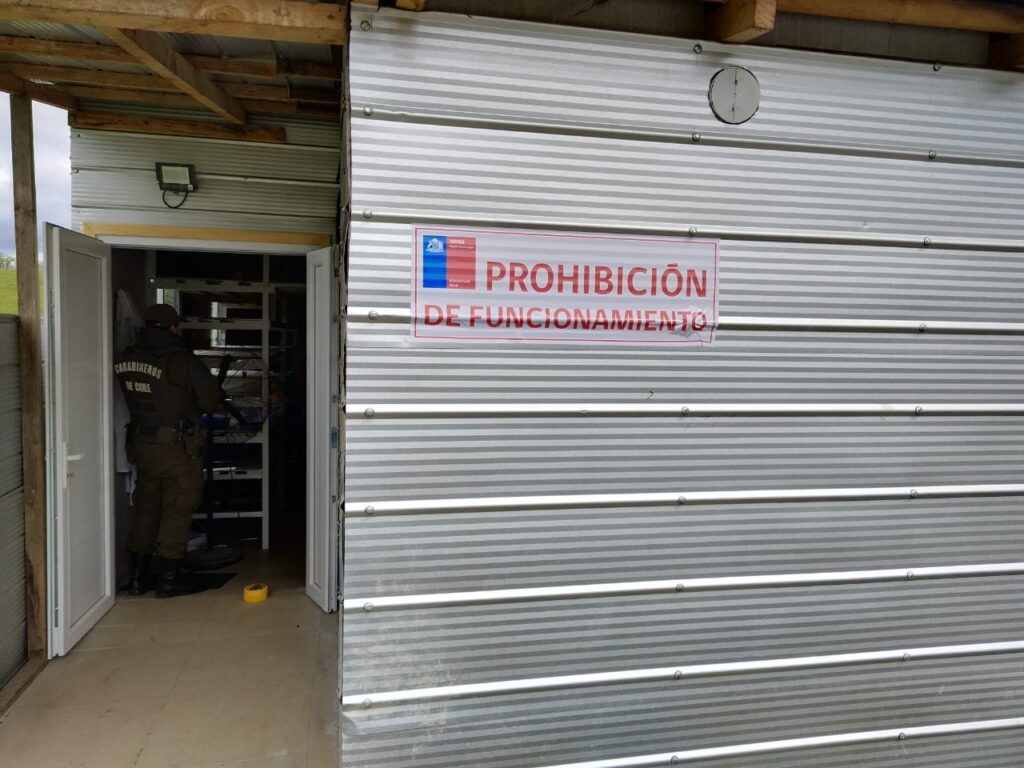 PROHIBICIÓN
DE FUNCIONAMIENTO
CARABINEROS
DE CHILE